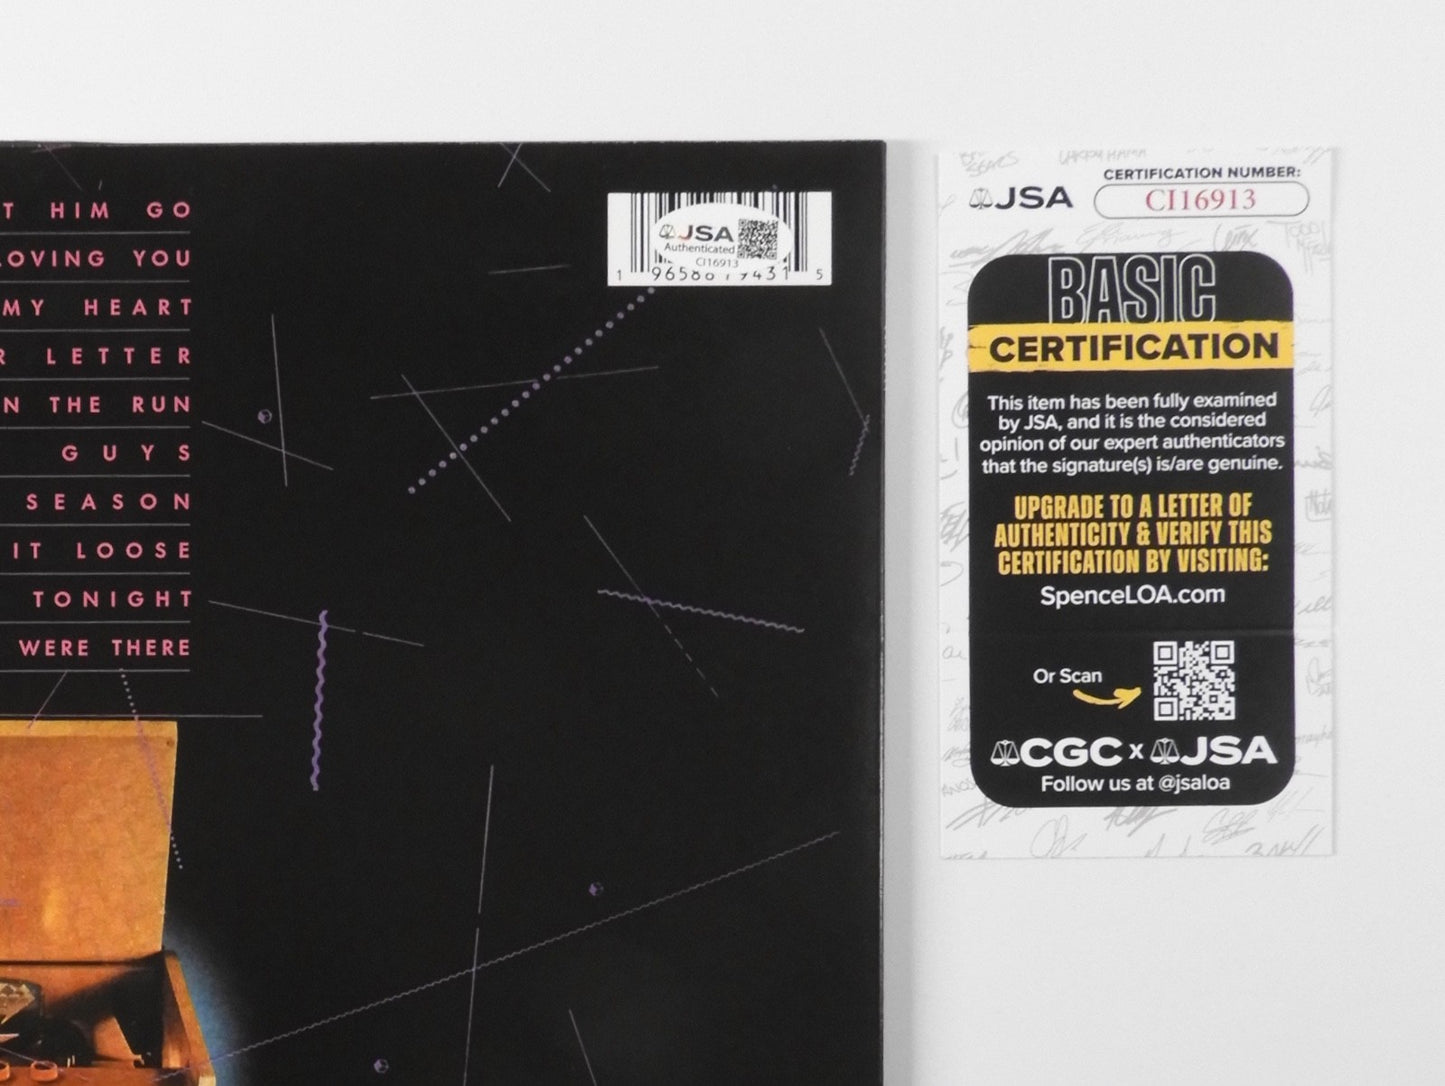 T HIM GO
LOVING YOU
MY HEART
R LETTER
N THE RUN
GUYS
SEASON
IT LOOSE
TONIGHT
WERE THERE
JSA
Authenticated
CI16913
1 5
JSA
CERTIFICATION NUMBER:
CI16913
BASIC
CERTIFICATION
This item has been fully examined
by JSA, and it is the considered
opinion of our expert authenticators
that the signature(s) is/are genuine.
UPGRADE TO A LETTER OF
AUTHENTICITY & VERIFY THIS
CERTIFICATION BY VISITING:
SpenceLOA.com
Or Scan
CGC x JSA
Follow us at @jsaloa